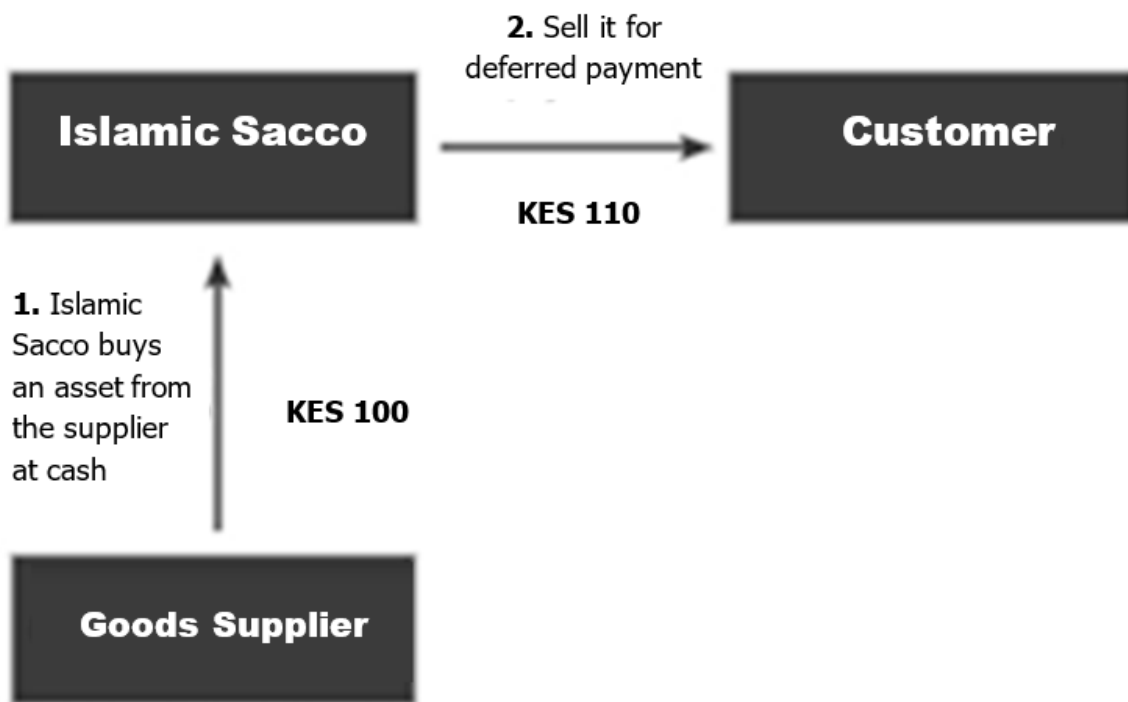 2. Sell it for
deferred payment
Islamic Sacco
Customer
KES 110
1. Islamic
Sacco buys
an asset from
the supplier
at cash
KES 100
Goods Supplier